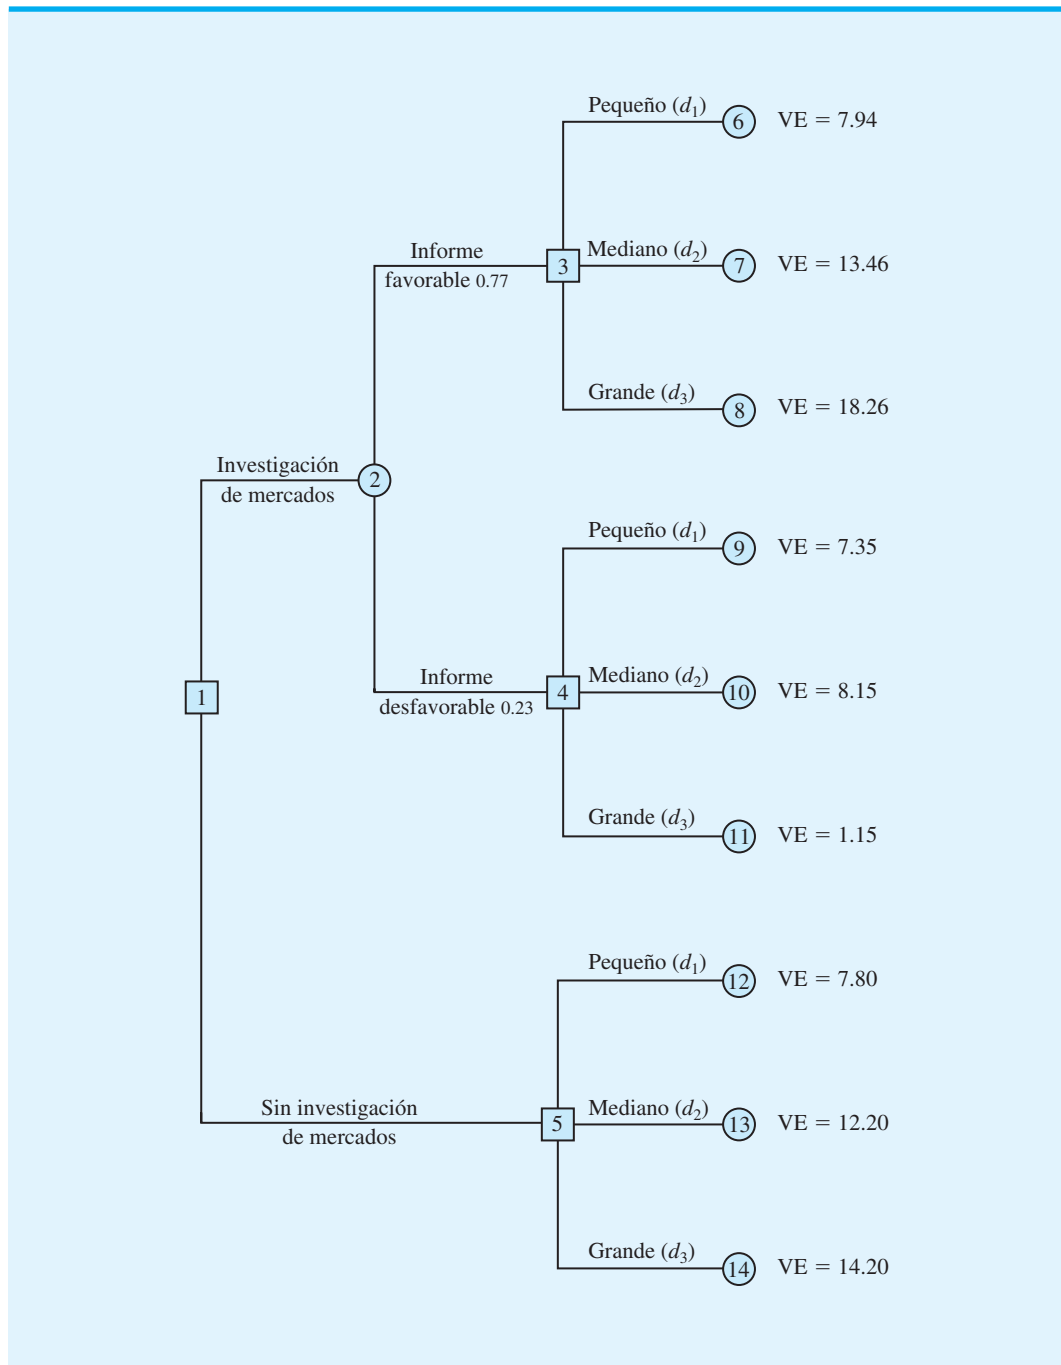 Pequeño (d₁)
6
VE = 7.94
Informe
favorable 0.77
3
Mediano (d₂)
7
VE = 13.46
Grande (d₃)
8
VE = 18.26
Investigación
de mercados
2
Pequeño (d₁)
9
VE = 7.35
1
Informe
desfavorable 0.23
4
Mediano (d₂)
10
VE = 8.15
Grande (d₃)
11
VE = 1.15
Pequeño (d₁)
12
VE = 7.80
Sin investigación
de mercados
5
Mediano (d₂)
13
VE = 12.20
Grande (d₃)
14
VE = 14.20